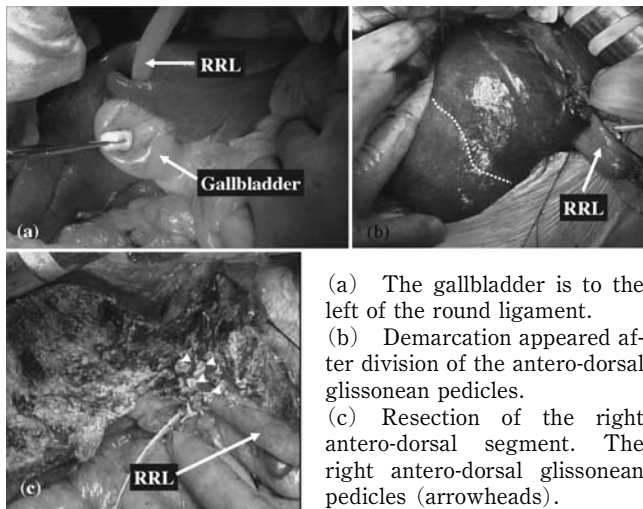 RRL
Gallbladder
(a)
RRL
(b)
RRL
(c)
(a) The gallbladder is to the
left of the round ligament.
(b) Demarcation appeared af-
ter division of the antero-dorsal
glissonean pedicles.
(c) Resection of the right
antero-dorsal segment. The
right antero-dorsal glissonean
pedicles (arrowheads).